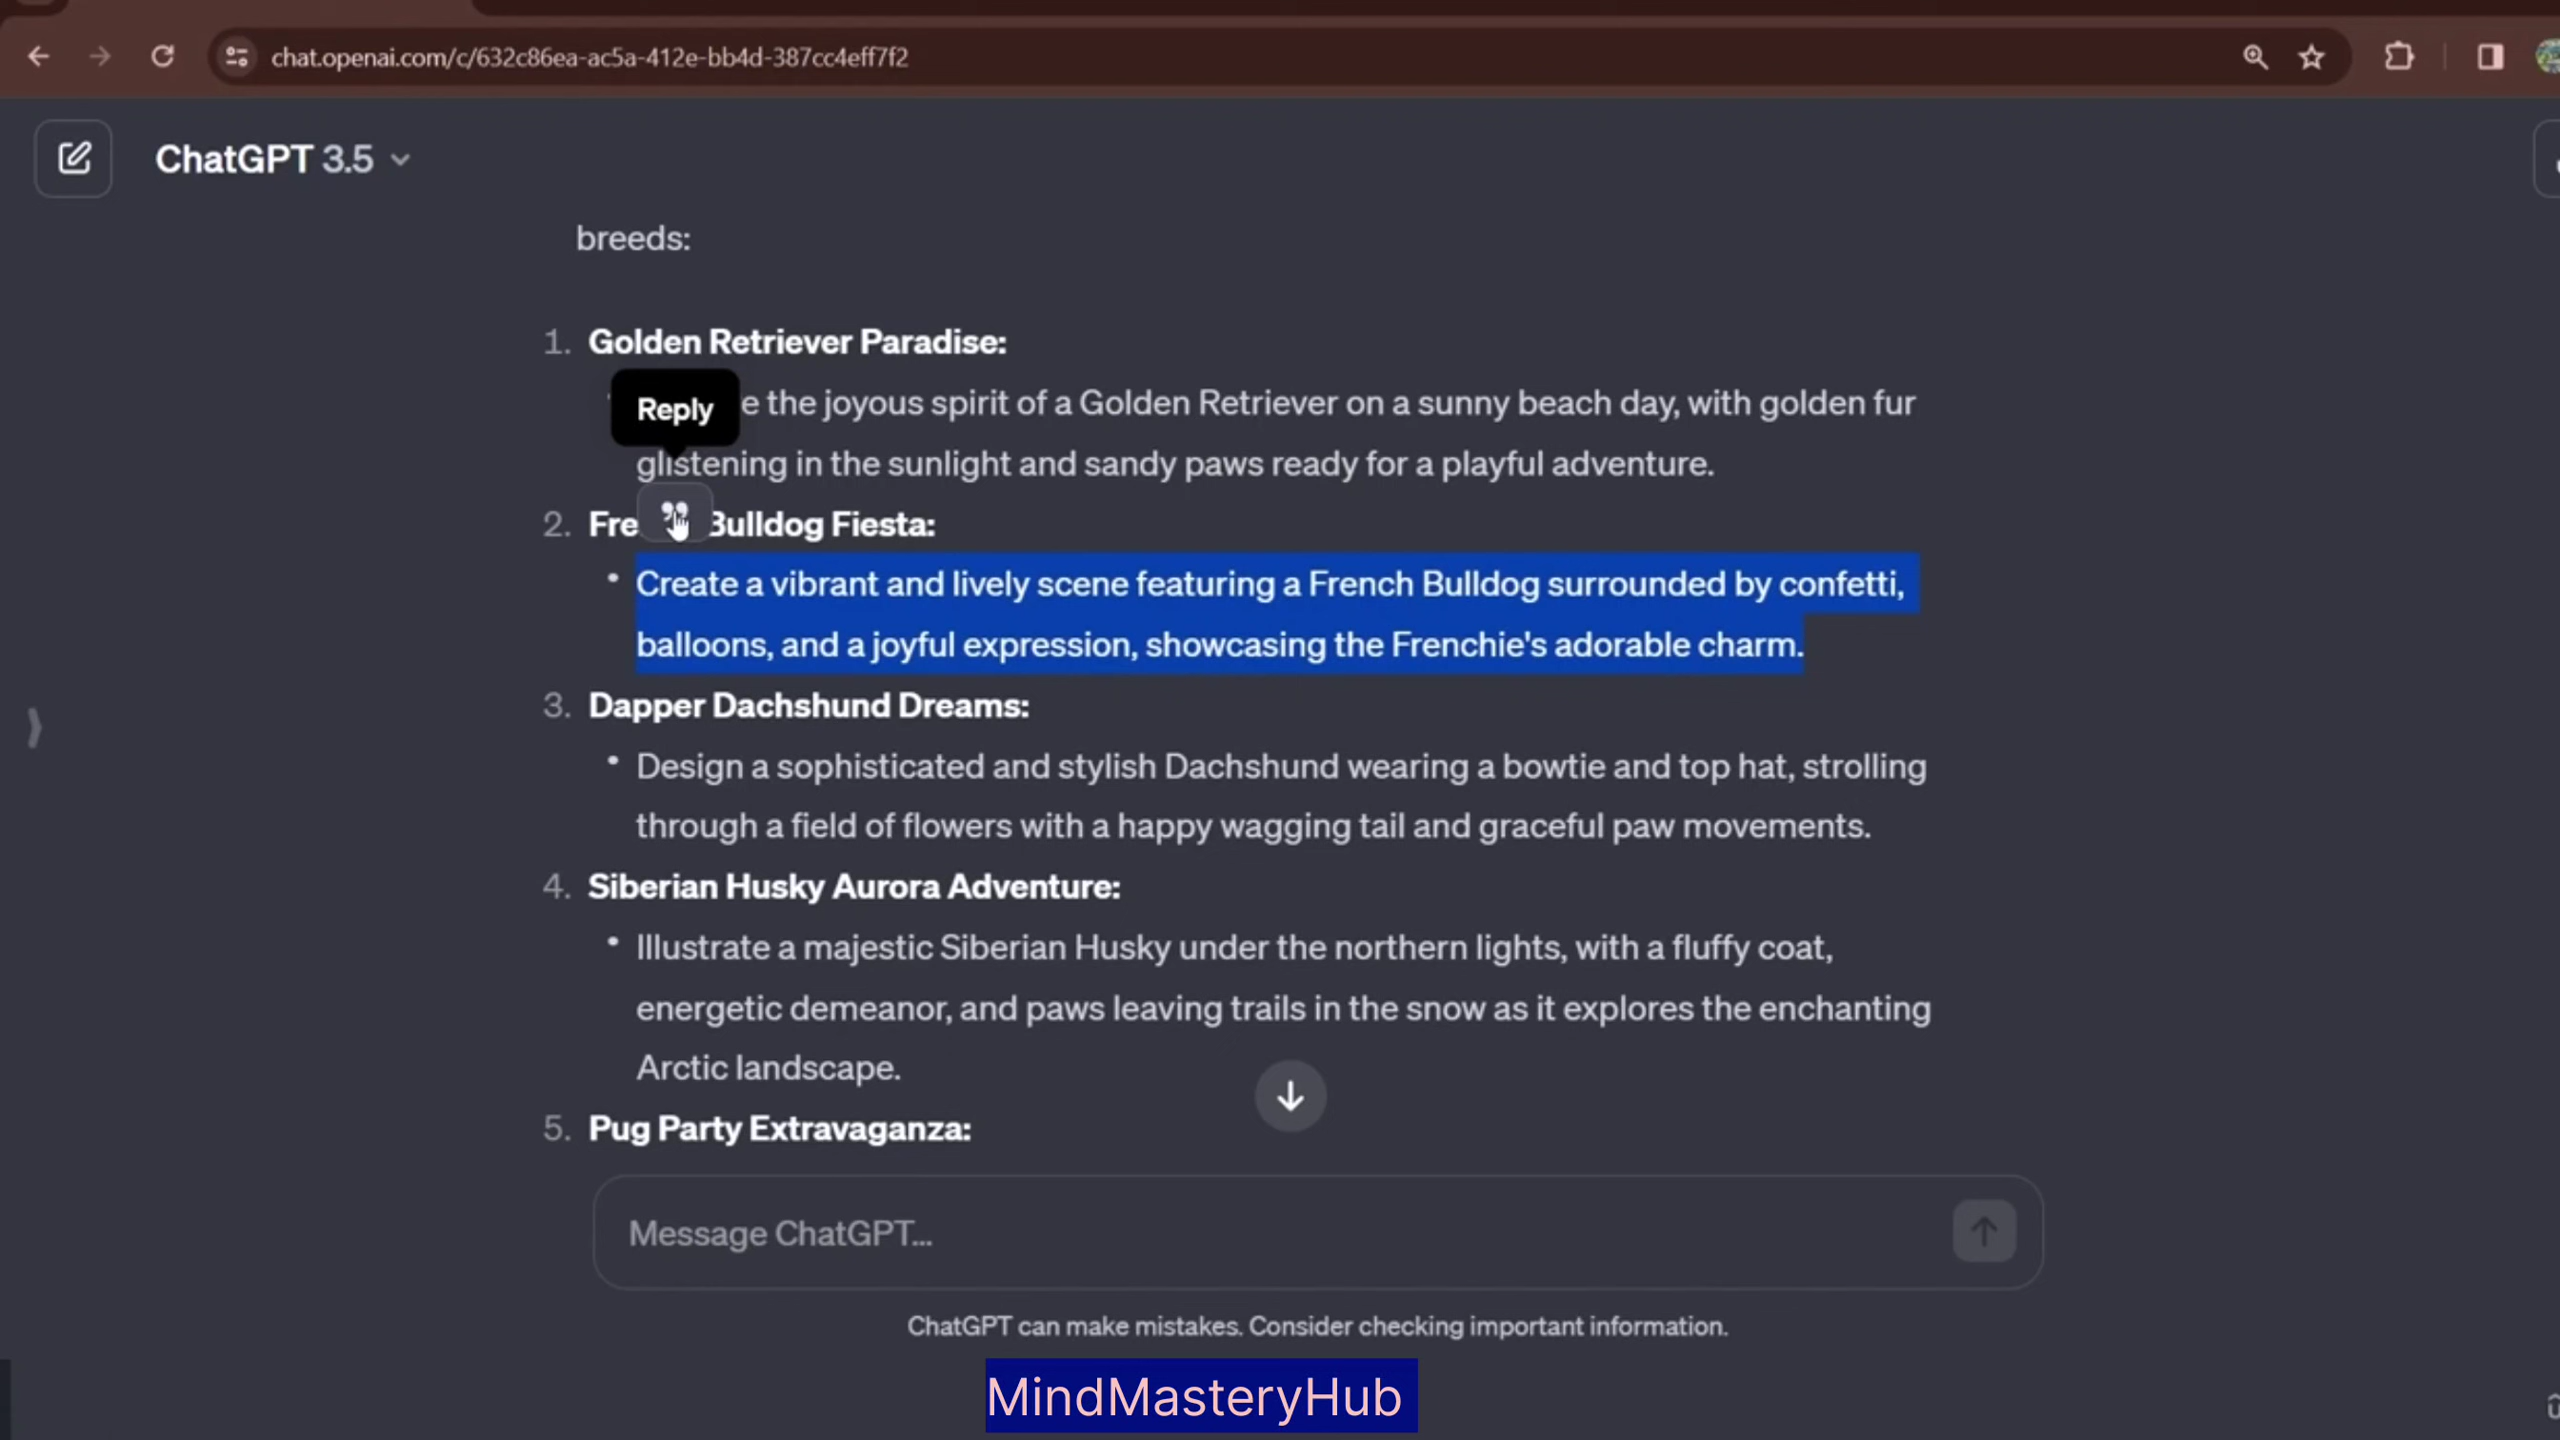 chat.openai.com/c/632c86ea-ac5a-412e-bb4d-387cc4eff7f2
ChatGPT 3.5
breeds:
1. Golden Retriever Paradise:
Reply
e the joyous spirit of a Golden Retriever on a sunny beach day, with golden fur
glistening in the sunlight and sandy paws ready for a playful adventure.
2. Fre Bulldog Fiesta:
• Create a vibrant and lively scene featuring a French Bulldog surrounded by confetti,
balloons, and a joyful expression, showcasing the Frenchie's adorable charm.
3. Dapper Dachshund Dreams:
• Design a sophisticated and stylish Dachshund wearing a bowtie and top hat, strolling
through a field of flowers with a happy wagging tail and graceful paw movements.
4. Siberian Husky Aurora Adventure:
• Illustrate a majestic Siberian Husky under the northern lights, with a fluffy coat,
energetic demeanor, and paws leaving trails in the snow as it explores the enchanting
Arctic landscape.
5. Pug Party Extravaganza:
Message ChatGPT...
ChatGPT can make mistakes. Consider checking important information.
MindMasteryHub